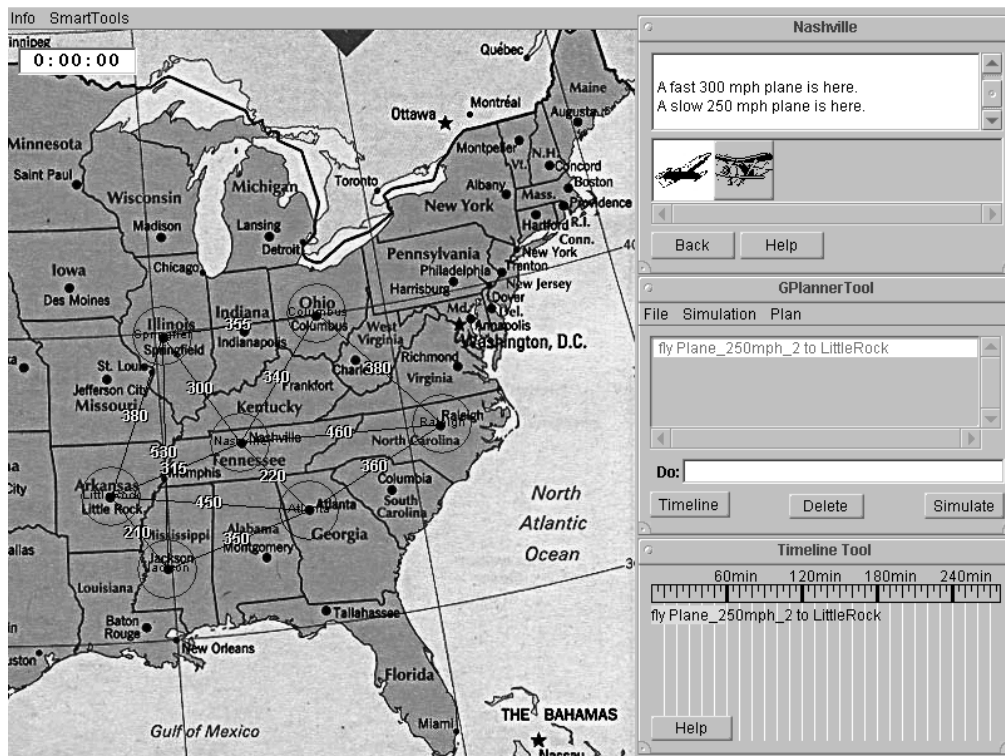 Info SmartTools
Winnipeg
0:00:00
Québec
Maine
Montréal
Ottawa
Augusta
Minnesota
Montpelier
Vt.
N.H.
Concord
Saint Paul
Wisconsin
Michigan
Toronto
Albany
Boston
Mass.
Providence
New York
Madison
Lansing
Hartford
R.I.
Detroit
Conn.
Iowa
Chicago
Pennsylvania
New York
Philadelphia
Trenton
Des Moines
Harrisburg
New Jersey
Indiana
Ohio
Dover
Columbus
Md.
Del.
Illinois
355
Columbus
West
Annapolis
Springfield
Indianapolis
Virginia
Washington, D.C.
St. Louis
Richmond
380
340
Jefferson City
Frankfort
Virginia
Missouri
300
380
Kentucky
Raleigh
Nashville
460
North Carolina
Tennessee
530
360
Memphis
220
Columbia
Arkansas
LittleRock
Little Rock
450
Atlanta
South
Carolina
North
Atlantic
Ocean
Mississippi
Alabama
Georgia
210
350
Jackson
Montgomery
Louisiana
Baton
Rouge
Tallahassee
New Orleans
Florida
Gulf of Mexico
Miami
THE BAHAMAS
Nassau
Nashville
A fast 300 mph plane is here.
A slow 250 mph plane is here.
Back Help
GPlannerTool
File Simulation Plan
fly Plane_250mph_2 to LittleRock
Do:
Timeline Delete Simulate
Timeline Tool
60min 120min 180min 240min
fly Plane_250mph_2 to LittleRock
Help